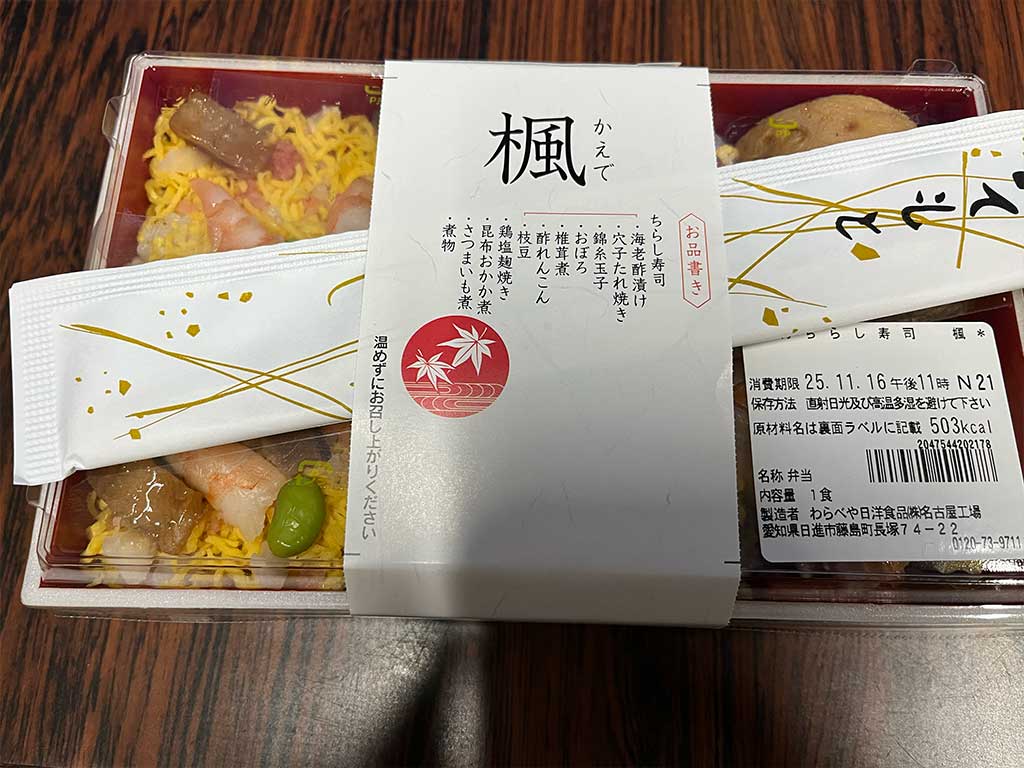 楓
かえで
お品書き
ちらし寿司
・海老酢漬け
・穴子たれ焼き
・錦糸玉子
・おぼろ
・椎茸煮
・酢れんこん
・枝豆
・鶏塩麹焼き
・昆布おかか煮
・さつまいも煮
・煮物
温めずにお召し上がりください
らし寿司 楓*
消費期限 25.11.16 午後11時 N21
保存方法 直射日光及び高温多湿を避けて下さい
原材料名は裏面ラベルに記載 503kcal
2047544202178
名称 弁当
内容量 1食
製造者 わらべや日洋食品㈱名古屋工場
愛知県日進市藤島町長塚74-22
0120-73-9711